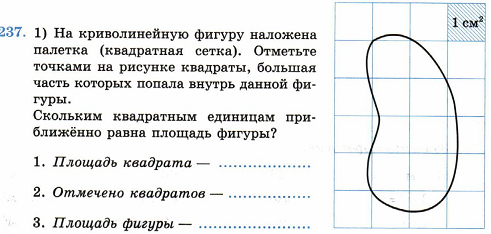 237. 1) На криволинейную фигуру наложена
палетка (квадратная сетка). Отметьте
точками на рисунке квадраты, большая
часть которых попала внутрь данной фи-
гуры.
Скольким квадратным единицам при-
ближённо равна площадь фигуры?
1. Площадь квадрата — ....................
2. Отмечено квадратов — ..................
3. Площадь фигуры — ........................
1 см²